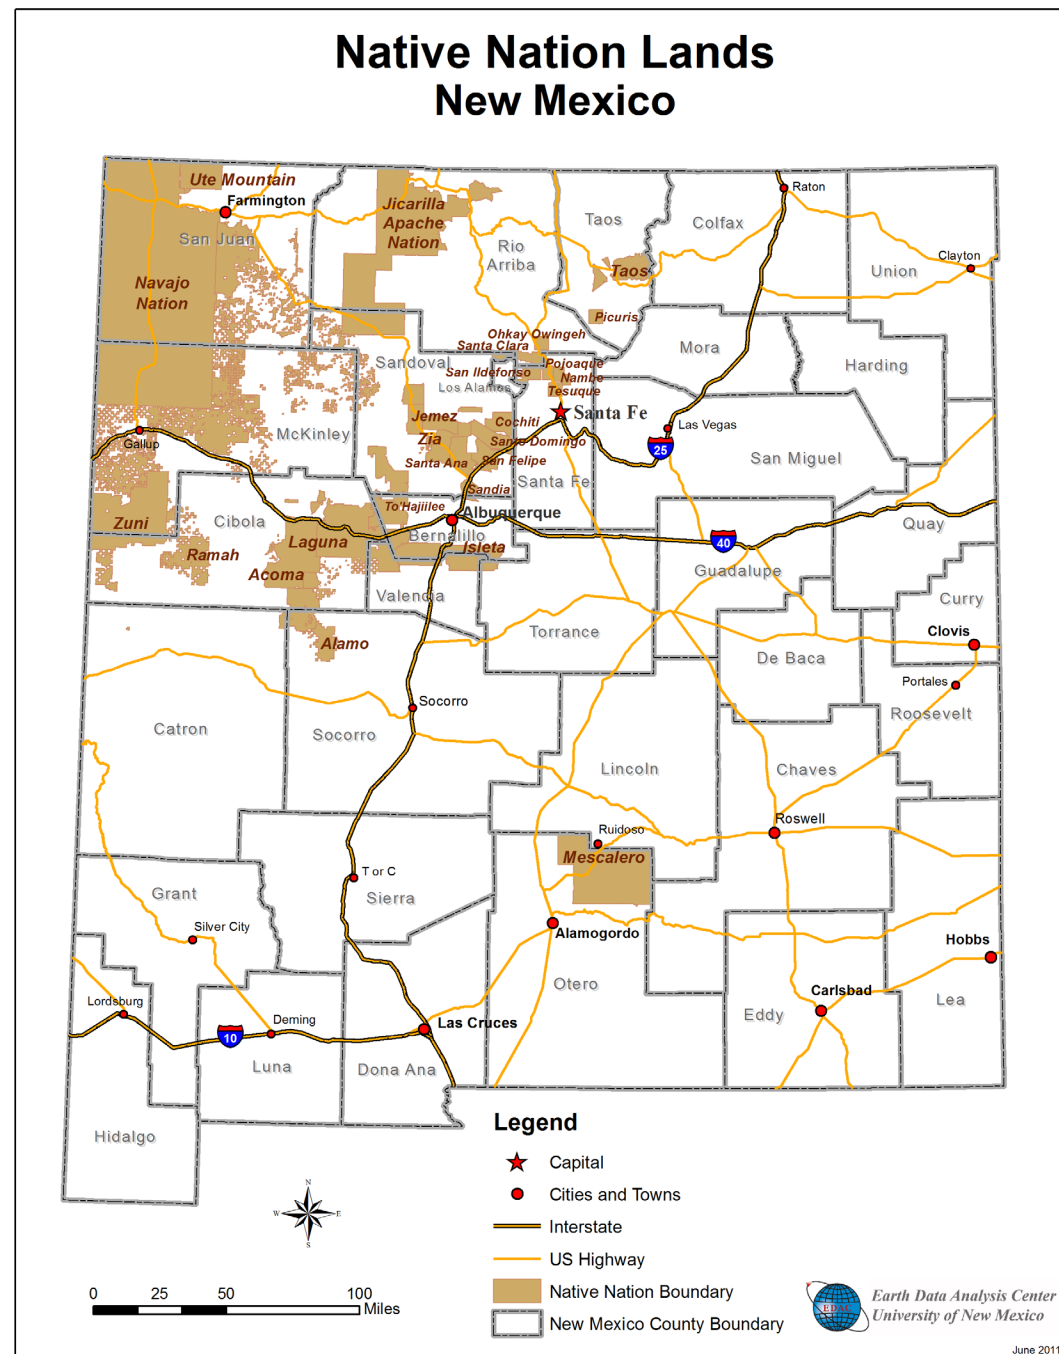 Native Nation Lands
New Mexico
Ute Mountain
Farmington
San Juan
Navajo
Nation
Jicarilla
Apache
Nation
Rio
Arriba
Taos
Taos
Picuris
Colfax
Raton
Union
Clayton
Mora
Harding
Ohkay Owingeh
Santa Clara
Pojoaque
San Ildefonso
Nambe
Tesuque
Los Alamos
Sandoval
Santa Fe
Las Vegas
25
San Miguel
Jemez
Zia
Cochiti
Santo Domingo
Santa Ana
San Felipe
Sandia
Santa Fe
McKinley
Gallup
Zuni
Ramah
Cibola
Laguna
Acoma
To'Hajiilee
Albuquerque
Bernalillo
Isleta
Valencia
Alamo
40
Quay
Guadalupe
Curry
Clovis
Torrance
De Baca
Portales
Roosevelt
Catron
Socorro
Socorro
Lincoln
Chaves
Roswell
Ruidoso
Mescalero
T or C
Sierra
Grant
Silver City
Alamogordo
Otero
Hobbs
Carlsbad
Eddy
Lea
Lordsburg
10
Deming
Luna
Las Cruces
Dona Ana
Hidalgo
Legend
Capital
Cities and Towns
Interstate
US Highway
Native Nation Boundary
New Mexico County Boundary
N
W
E
S
0 25 50 100
Miles
EDAC
Earth Data Analysis Center
University of New Mexico
June 2011